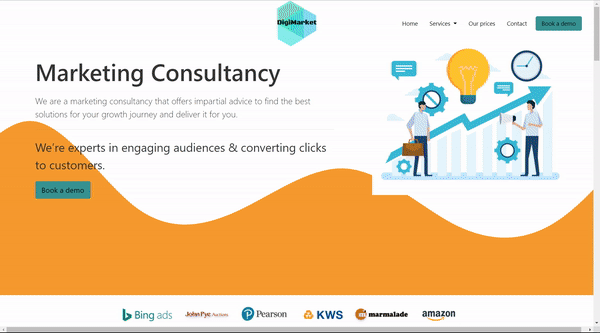 DigiMarket
Home Services Our prices Contact Book a demo
Marketing Consultancy
We are a marketing consultancy that offers impartial advice to find the best
solutions for your growth journey and deliver it for you.
We're experts in engaging audiences & converting clicks
to customers.
Book a demo
Bing ads John Pye Auctions Pearson KWS marmalade amazon